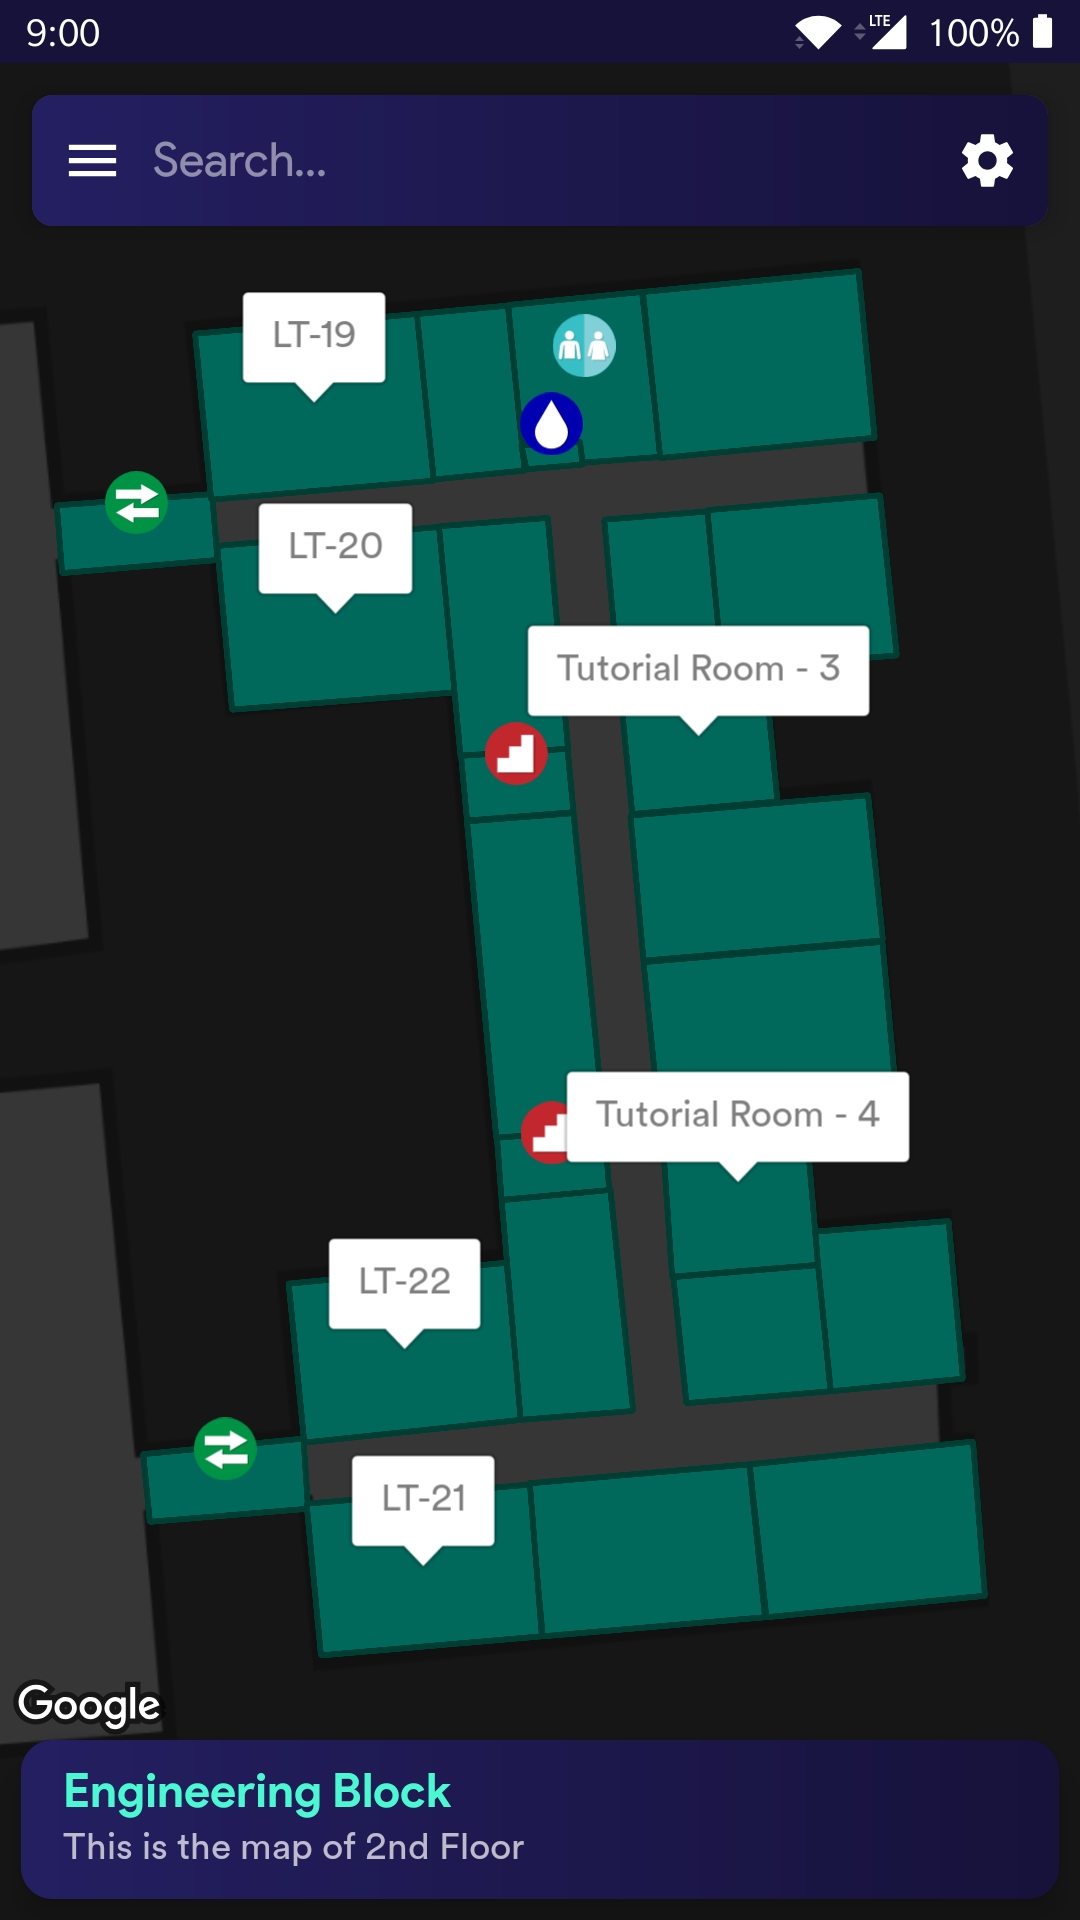 9:00
LTE
100%
Search...
LT-19
LT-20
Tutorial Room - 3
Tutorial Room - 4
LT-22
LT-21
Google
Engineering Block
This is the map of 2nd Floor